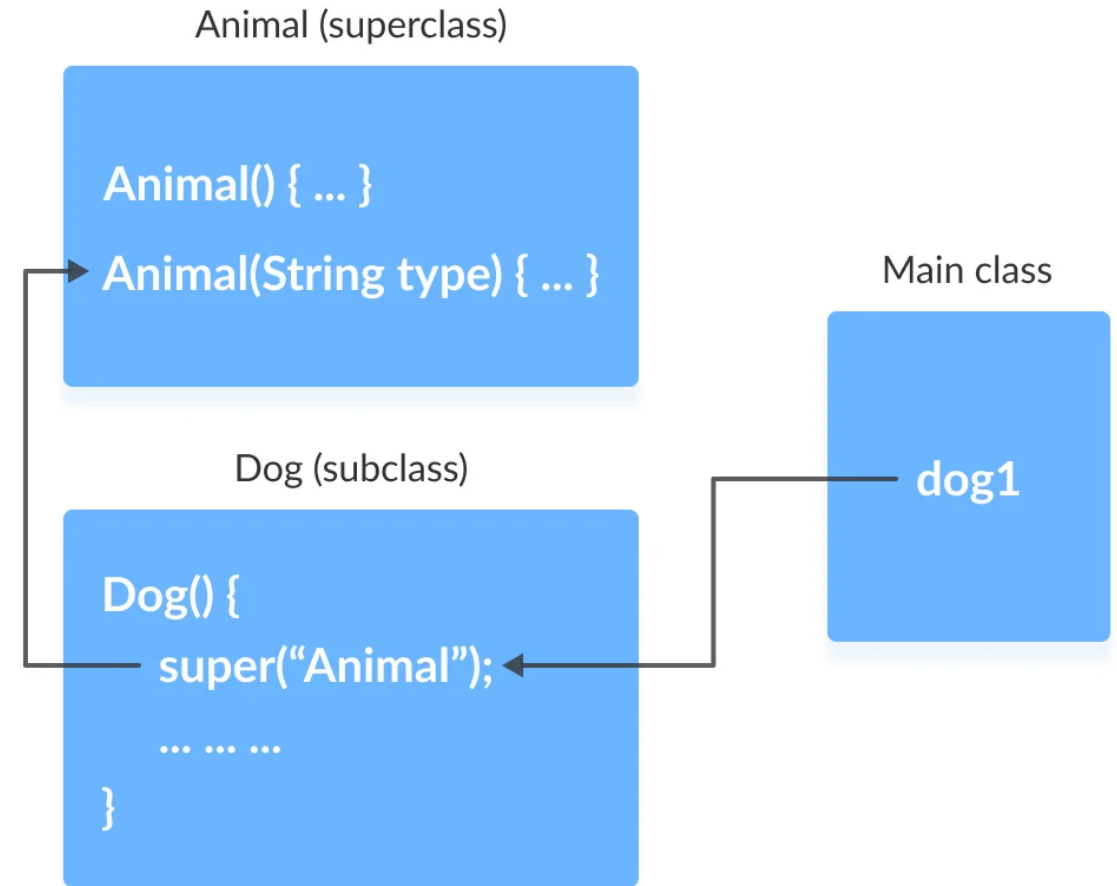 Animal (superclass)
Animal() { ... }
Animal(String type) { ... }
Main class
dog1
Dog (subclass)
Dog() {
super(“Animal”);
... ... ...
}